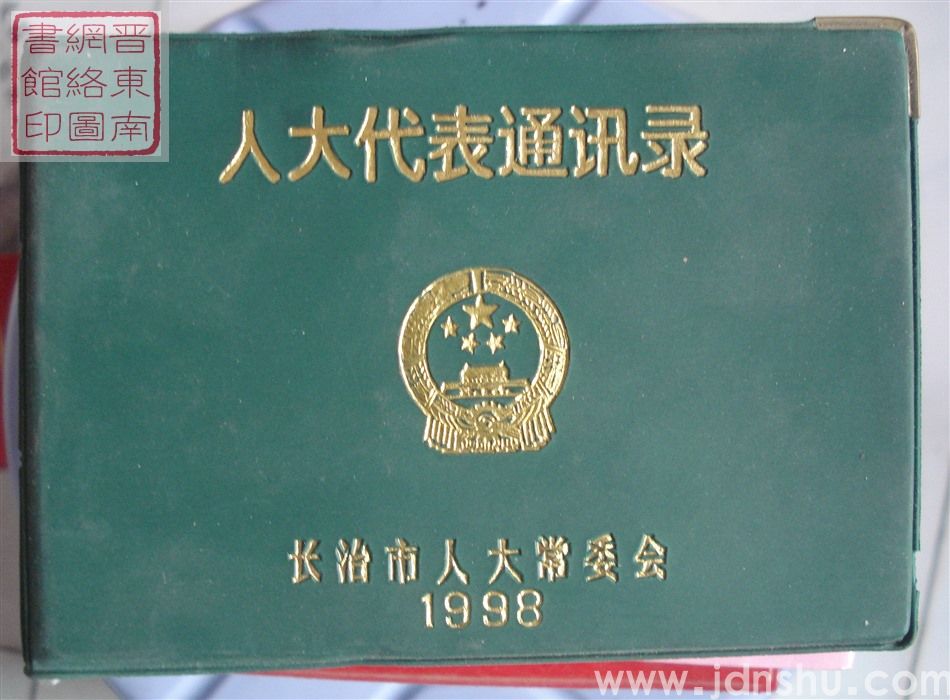 晋東南
網絡圖
書館印
人大代表通讯录
长治市人大常委会
1998
www.jdnshu.com